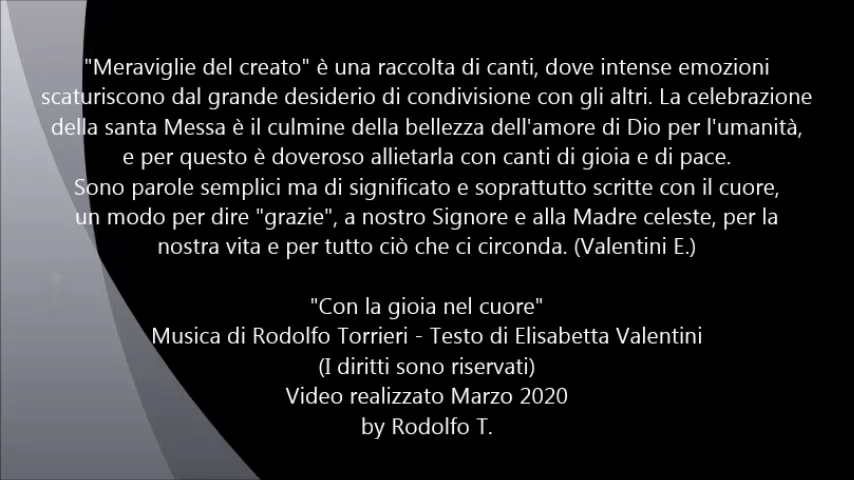 "Meraviglie del creato" è una raccolta di canti, dove intense emozioni
scaturiscono dal grande desiderio di condivisione con gli altri. La celebrazione
della santa Messa è il culmine della bellezza dell'amore di Dio per l'umanità,
e per questo è doveroso allietarla con canti di gioia e di pace.
Sono parole semplici ma di significato e soprattutto scritte con il cuore,
un modo per dire "grazie", a nostro Signore e alla Madre celeste, per la
nostra vita e per tutto ciò che ci circonda. (Valentini E.)
"Con la gioia nel cuore"
Musica di Rodolfo Torrieri - Testo di Elisabetta Valentini
(I diritti sono riservati)
Video realizzato Marzo 2020
by Rodolfo T.